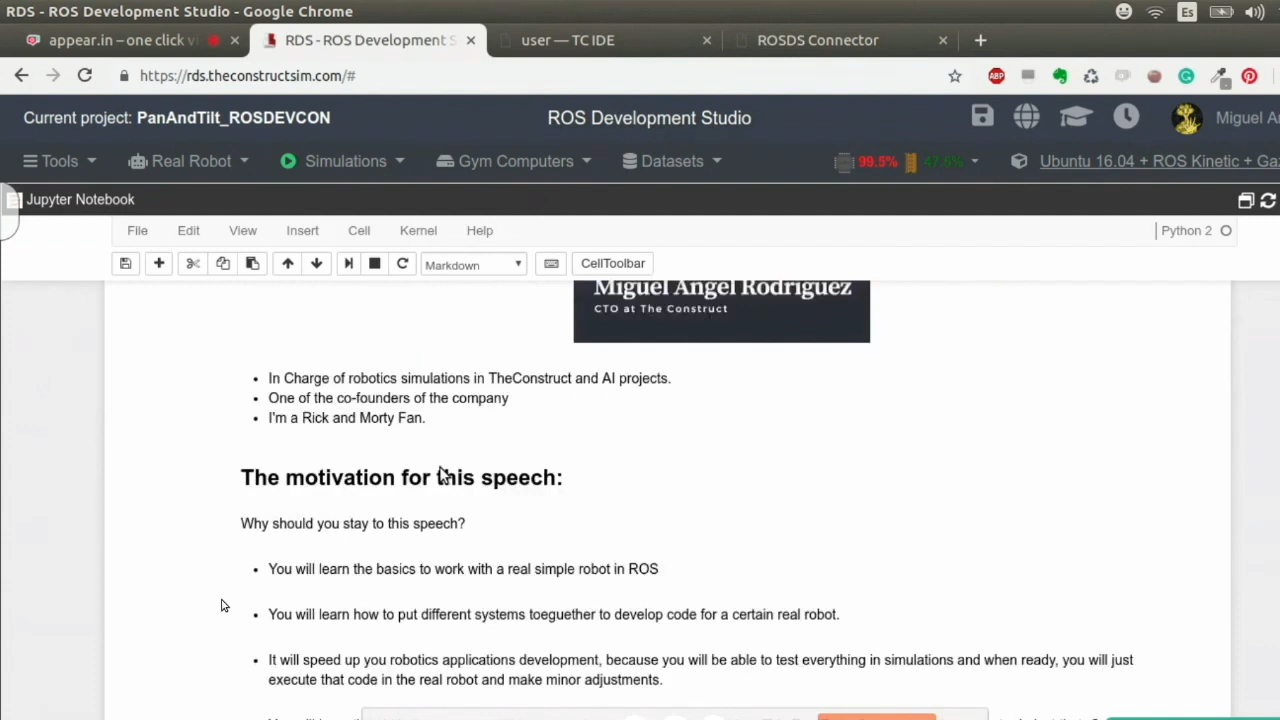 RDS - ROS Development Studio - Google Chrome
Es
appear.in – one click vi
RDS - ROS Development S
user — TC IDE
ROSDS Connector
https://rds.theconstructsim.com/#
ABP
Current project: PanAndTilt_ROSDEVCON
ROS Development Studio
Miguel An
Tools
Real Robot
Simulations
Gym Computers
Datasets
99.5%
47.5%
Ubuntu 16.04 + ROS Kinetic + Ga
Jupyter Notebook
File Edit View Insert Cell Kernel Help
Python 2
Markdown
CellToolbar
Miguel Angel Rodriguez
CTO at The Construct
• In Charge of robotics simulations in TheConstruct and AI projects.
• One of the co-founders of the company
• I'm a Rick and Morty Fan.
The motivation for this speech:
Why should you stay to this speech?
• You will learn the basics to work with a real simple robot in ROS
• You will learn how to put different systems toeguether to develop code for a certain real robot.
• It will speed up you robotics applications development, because you will be able to test everything in simulations and when ready, you will just
execute that code in the real robot and make minor adjustments.